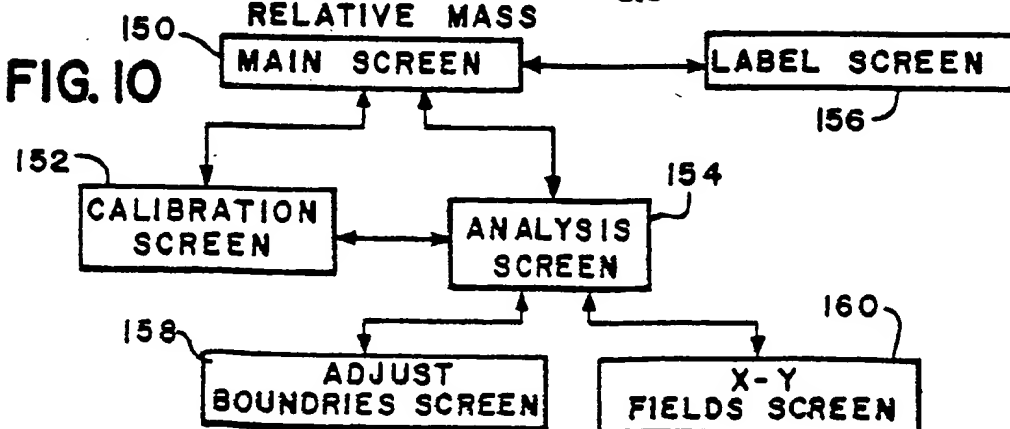 RELATIVE MASS
150
MAIN SCREEN
LABEL SCREEN
FIG. 10
156
152
154
CALIBRATION
SCREEN
ANALYSIS
SCREEN
158
160
ADJUST
BOUNDRIES SCREEN
X-Y
FIELDS SCREEN